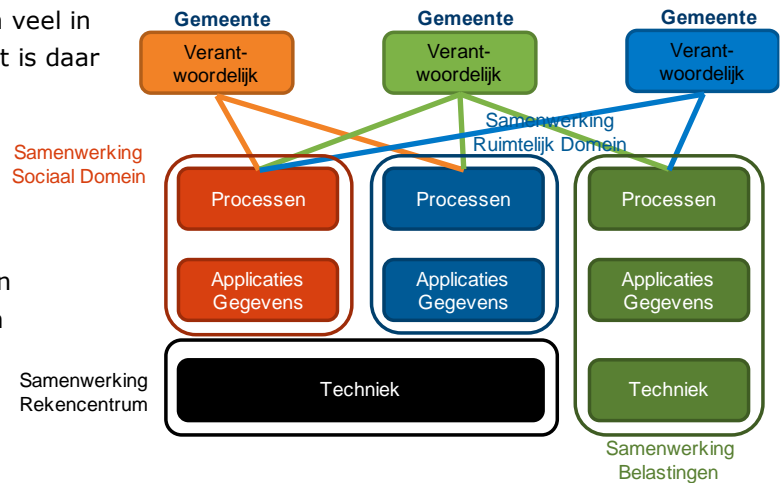 veel in
t is daar
Gemeente
Gemeente
Gemeente
Verant-
woordelijk
Verant-
woordelijk
Verant-
woordelijk
Samenwerking
Ruimtelijk Domein
Samenwerking
Sociaal Domein
Processen
Processen
Processen
Applicaties
Gegevens
Applicaties
Gegevens
Applicaties
Gegevens
n
Samenwerking
Rekencentrum
Techniek
Techniek
Samenwerking
Belastingen